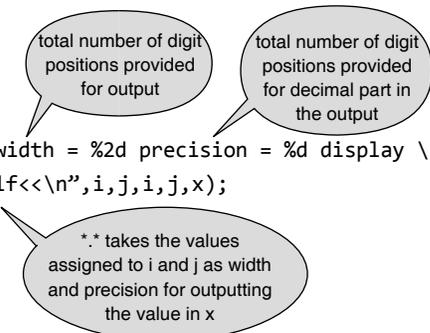 total number of digit
positions provided
for output
total number of digit
positions provided
for decimal part in
the output
width = %2d precision = %d display \
lf<<\n”,i,j,i,j,x);
*.* takes the values
assigned to i and j as width
and precision for outputting
the value in x